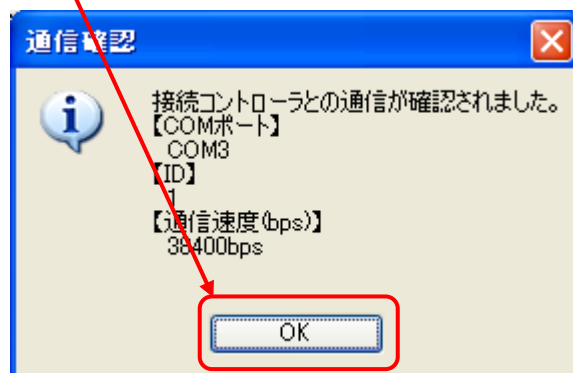 通信確認
接続コントローラとの通信が確認されました。
【COMポート】
COM3
【ID】
1
【通信速度(bps)】
38400bps
OK